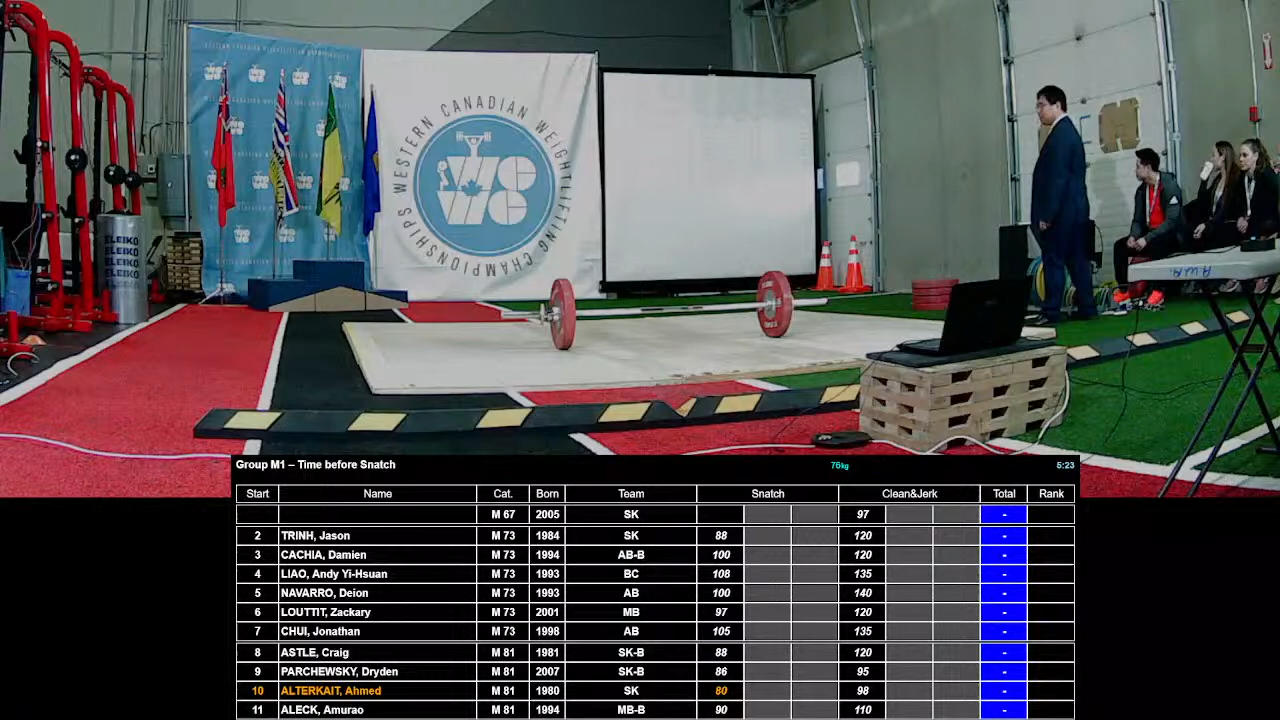 WESTERN CANADIAN WEIGHTLIFTING CHAMPIONSHIPS
WC
WC
ELEIKO
ELEIKO
ELEIKO
ELEIKO
Group M1 – Time before Snatch 76kg 5:23
Start Name Cat. Born Team Snatch Clean&Jerk Total Rank
M 67 2005 SK 97 -
2 TRINH, Jason M 73 1984 SK 88 120 -
3 CACHIA, Damien M 73 1994 AB-B 100 120 -
4 LIAO, Andy Yi-Hsuan M 73 1993 BC 108 135 -
5 NAVARRO, Deion M 73 1993 AB 100 140 -
6 LOUTTIT, Zackary M 73 2001 MB 97 120 -
7 CHUI, Jonathan M 73 1998 AB 105 135 -
8 ASTLE, Craig M 81 1981 SK-B 88 120 -
9 PARCHEWSKY, Dryden M 81 2007 SK-B 86 95 -
10 ALTERKAIT, Ahmed M 81 1980 SK 80 98 -
11 ALECK, Amurao M 81 1994 MB-B 90 110 -